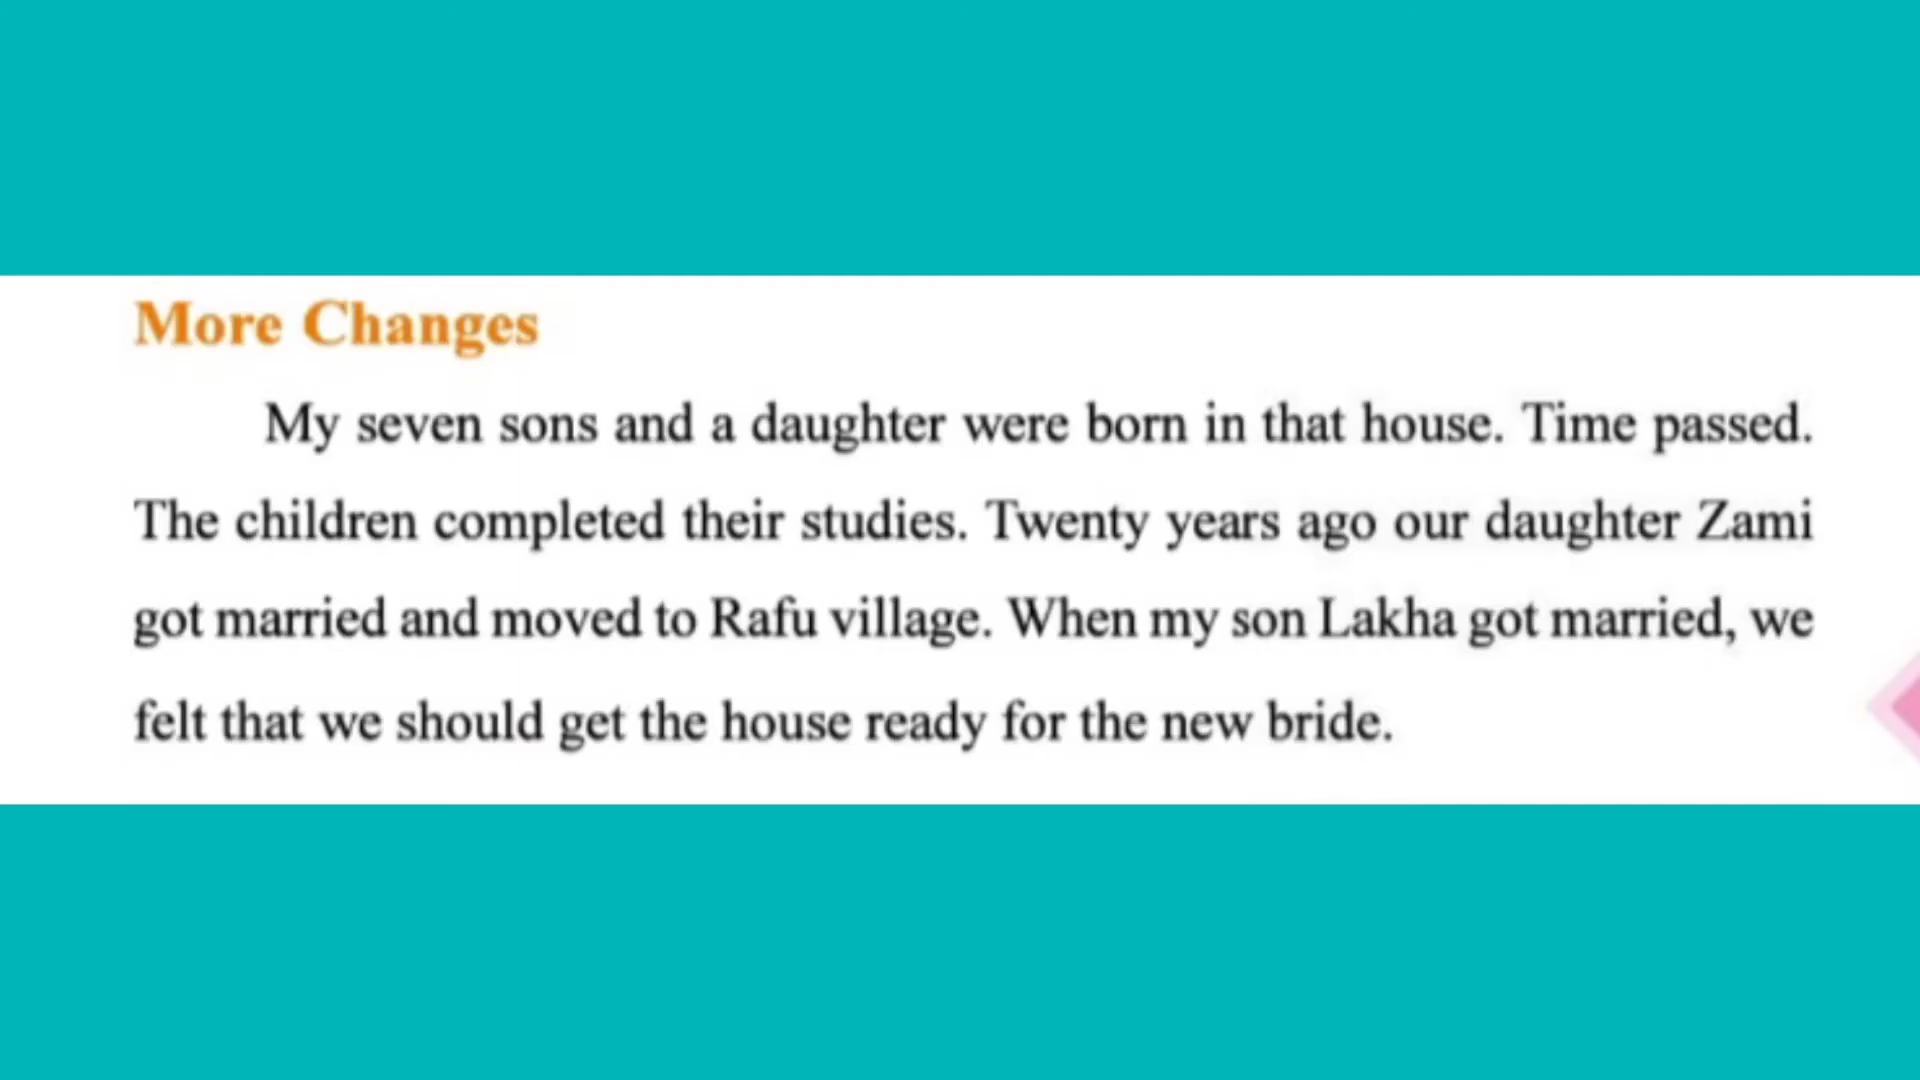 More Changes
My seven sons and a daughter were born in that house. Time passed.
The children completed their studies. Twenty years ago our daughter Zami
got married and moved to Rafu village. When my son Lakha got married, we
felt that we should get the house ready for the new bride.